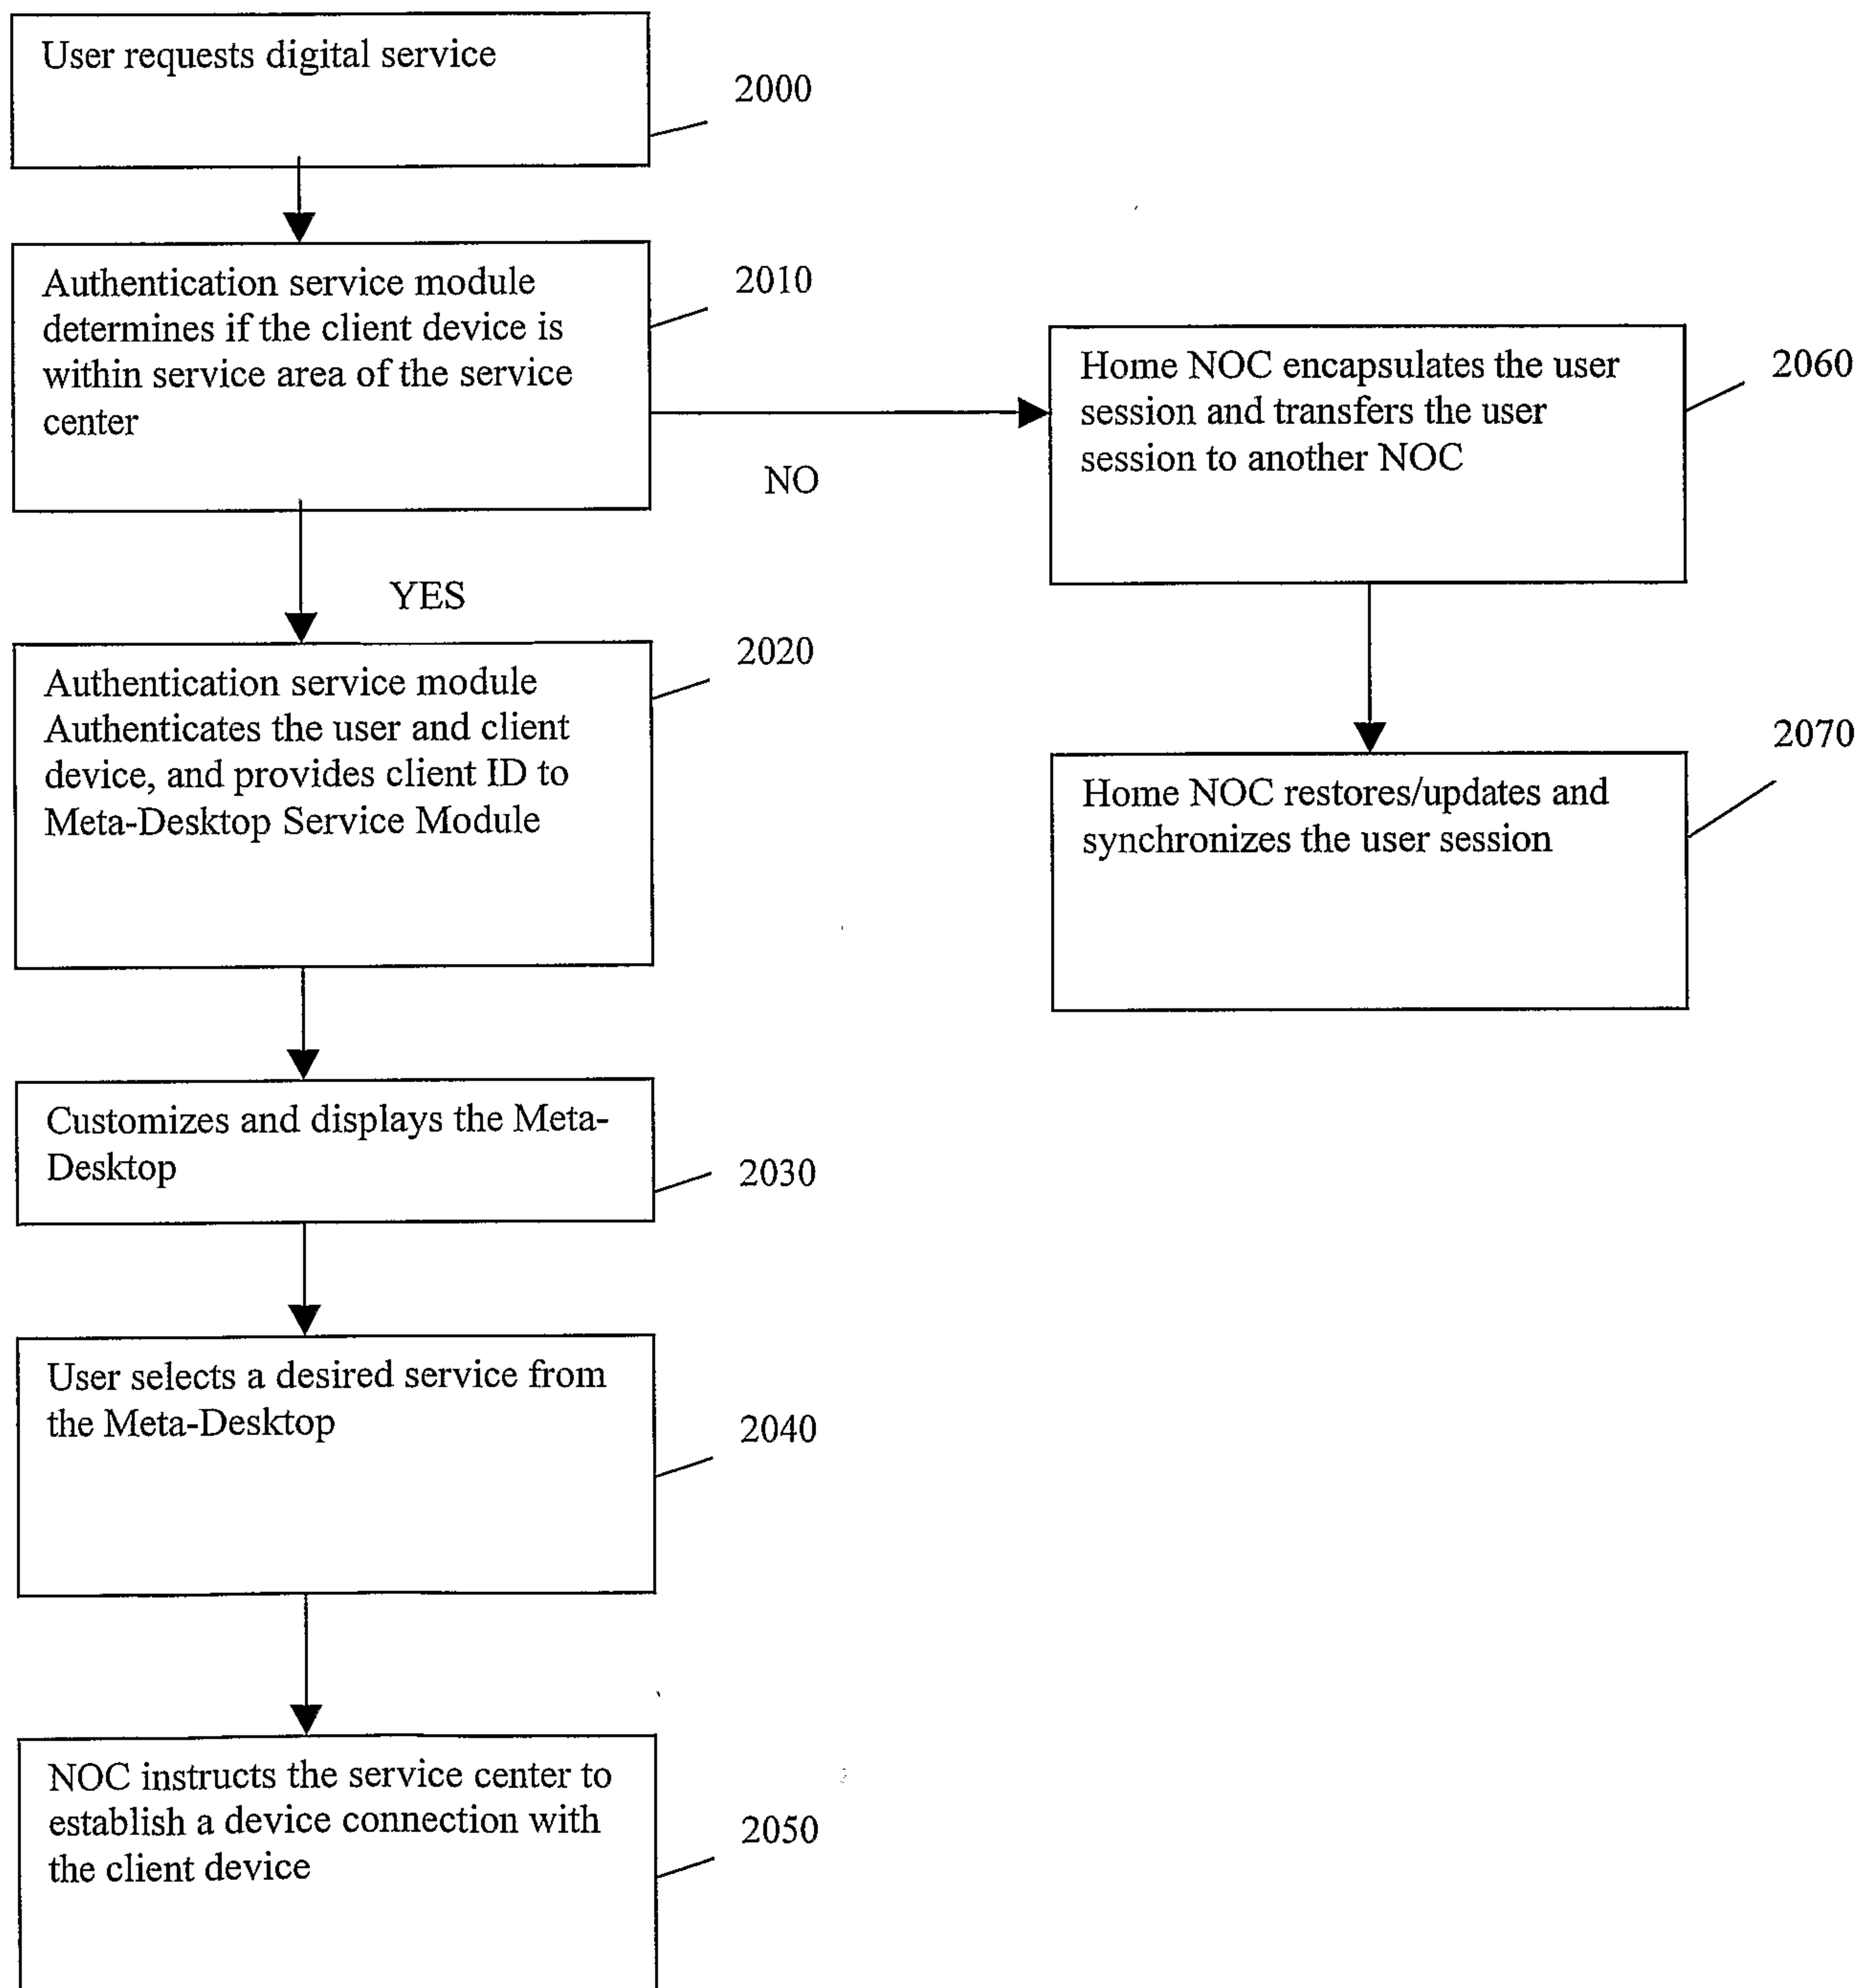 User requests digital service
2000
Authentication service module
determines if the client device is
within service area of the service
center
2010
NO
YES
Home NOC encapsulates the user
session and transfers the user
session to another NOC
2060
Authentication service module
Authenticates the user and client
device, and provides client ID to
Meta-Desktop Service Module
2020
Home NOC restores/updates and
synchronizes the user session
2070
Customizes and displays the Meta-
Desktop
2030
User selects a desired service from
the Meta-Desktop
2040
NOC instructs the service center to
establish a device connection with
the client device
2050